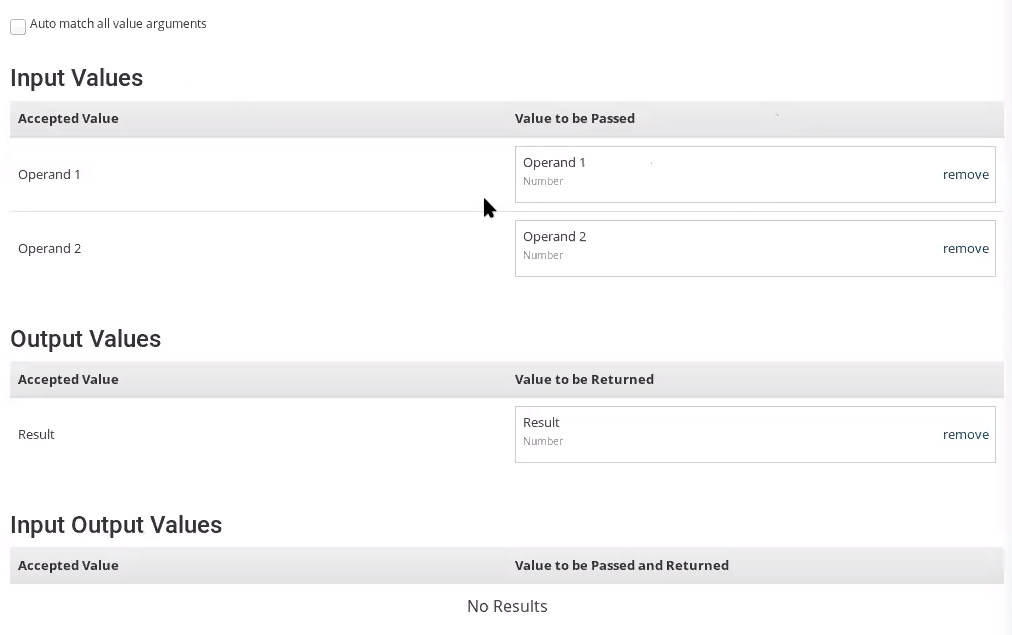 Auto match all value arguments
Input Values
Accepted Value Value to be Passed
Operand 1 Operand 1 Number remove
Operand 2 Operand 2 Number remove
Output Values
Accepted Value Value to be Returned
Result Result Number remove
Input Output Values
Accepted Value Value to be Passed and Returned
No Results